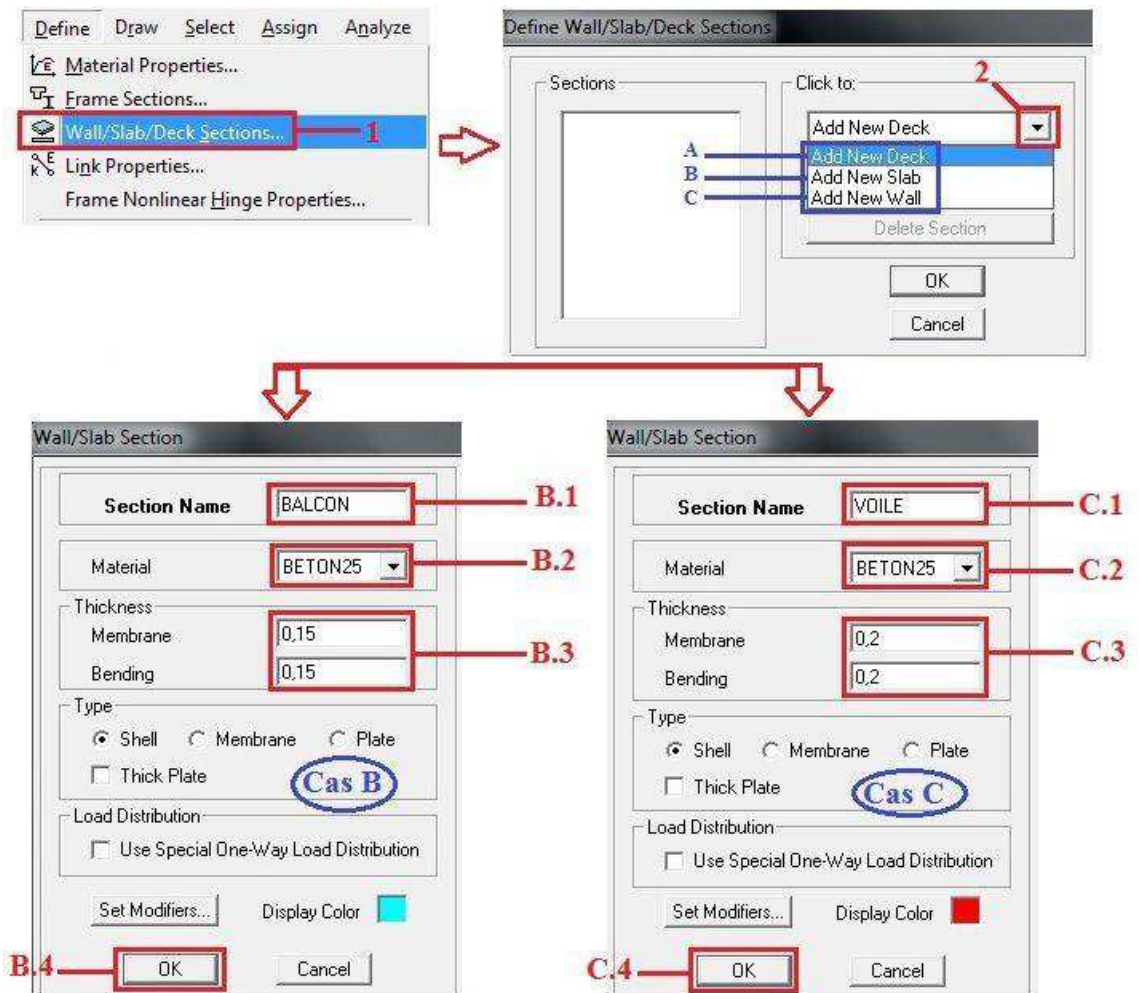 Define Draw Select Assign Analyze
Material Properties...
Frame Sections...
Wall/Slab/Deck Sections... 1
Link Properties...
Frame Nonlinear Hinge Properties...
Define Wall/Slab/Deck Sections
Sections
Click to:
2
Add New Deck
A Add New Deck
B Add New Slab
C Add New Wall
Delete Section
OK
Cancel
Wall/Slab Section
Section Name BALCON B.1
Material BETON25 B.2
Thickness
Membrane 0,15
Bending 0,15
B.3
Type
Shell Membrane Plate
Thick Plate
Cas B
Load Distribution
Use Special One-Way Load Distribution
Set Modifiers... Display Color
B.4 OK Cancel
Wall/Slab Section
Section Name VOILE C.1
Material BETON25 C.2
Thickness
Membrane 0,2
Bending 0,2
C.3
Type
Shell Membrane Plate
Thick Plate
Cas C
Load Distribution
Use Special One-Way Load Distribution
Set Modifiers... Display Color
C.4 OK Cancel